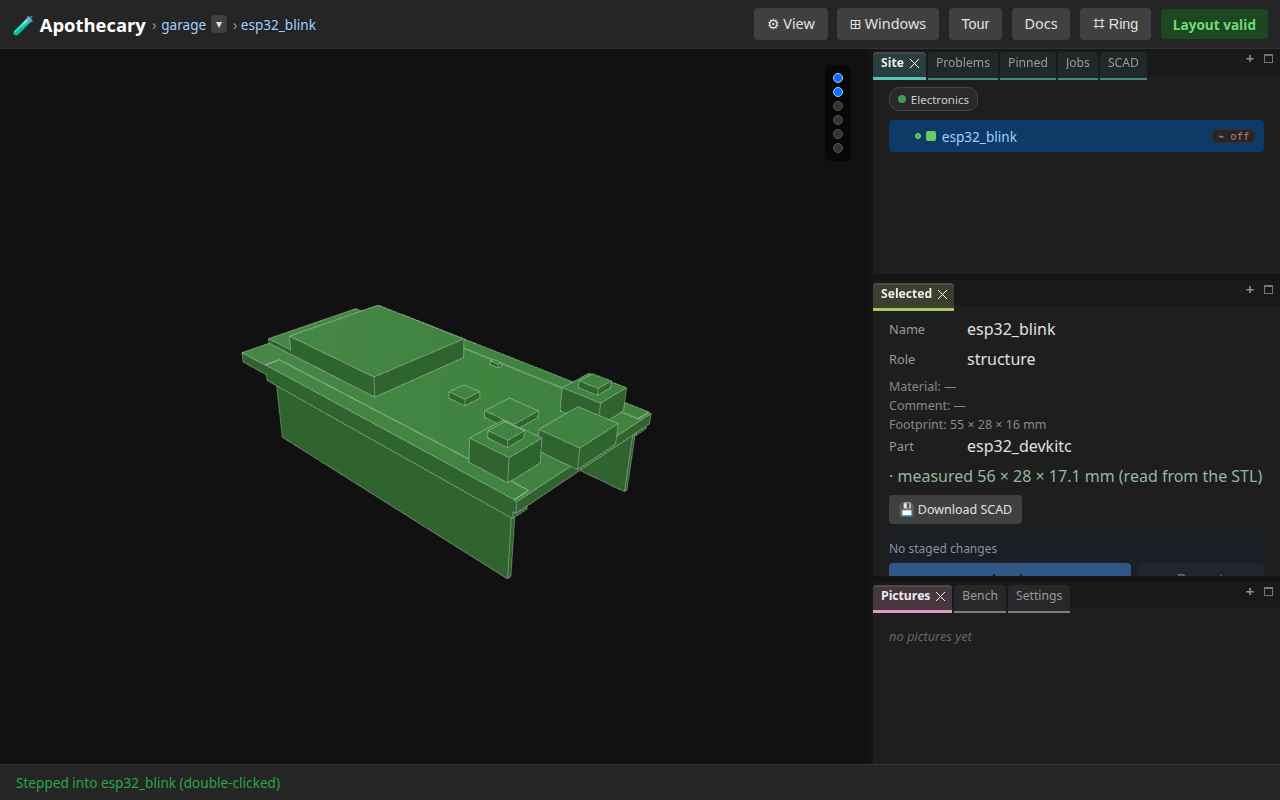 Apothecary › garage ▾ › esp32_blink
View
Windows
Tour
Docs
Ring
Layout valid
Site
Problems
Pinned
Jobs
SCAD
Electronics
esp32_blink
off
Selected
Name esp32_blink
Role structure
Material: —
Comment: —
Footprint: 55 × 28 × 16 mm
Part esp32_devkitc
· measured 56 × 28 × 17.1 mm (read from the STL)
Download SCAD
No staged changes
Pictures
Bench
Settings
no pictures yet
Stepped into esp32_blink (double-clicked)